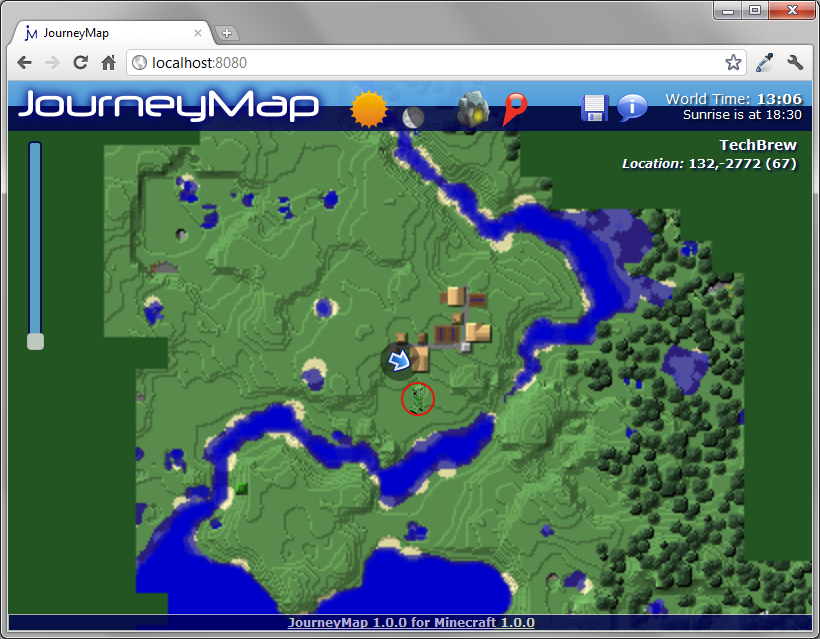 JourneyMap
localhost:8080
JourneyMap
World Time: 13:06
Sunrise is at 18:30
TechBrew
Location: 132,-2772 (67)
JourneyMap 1.0.0 for Minecraft 1.0.0